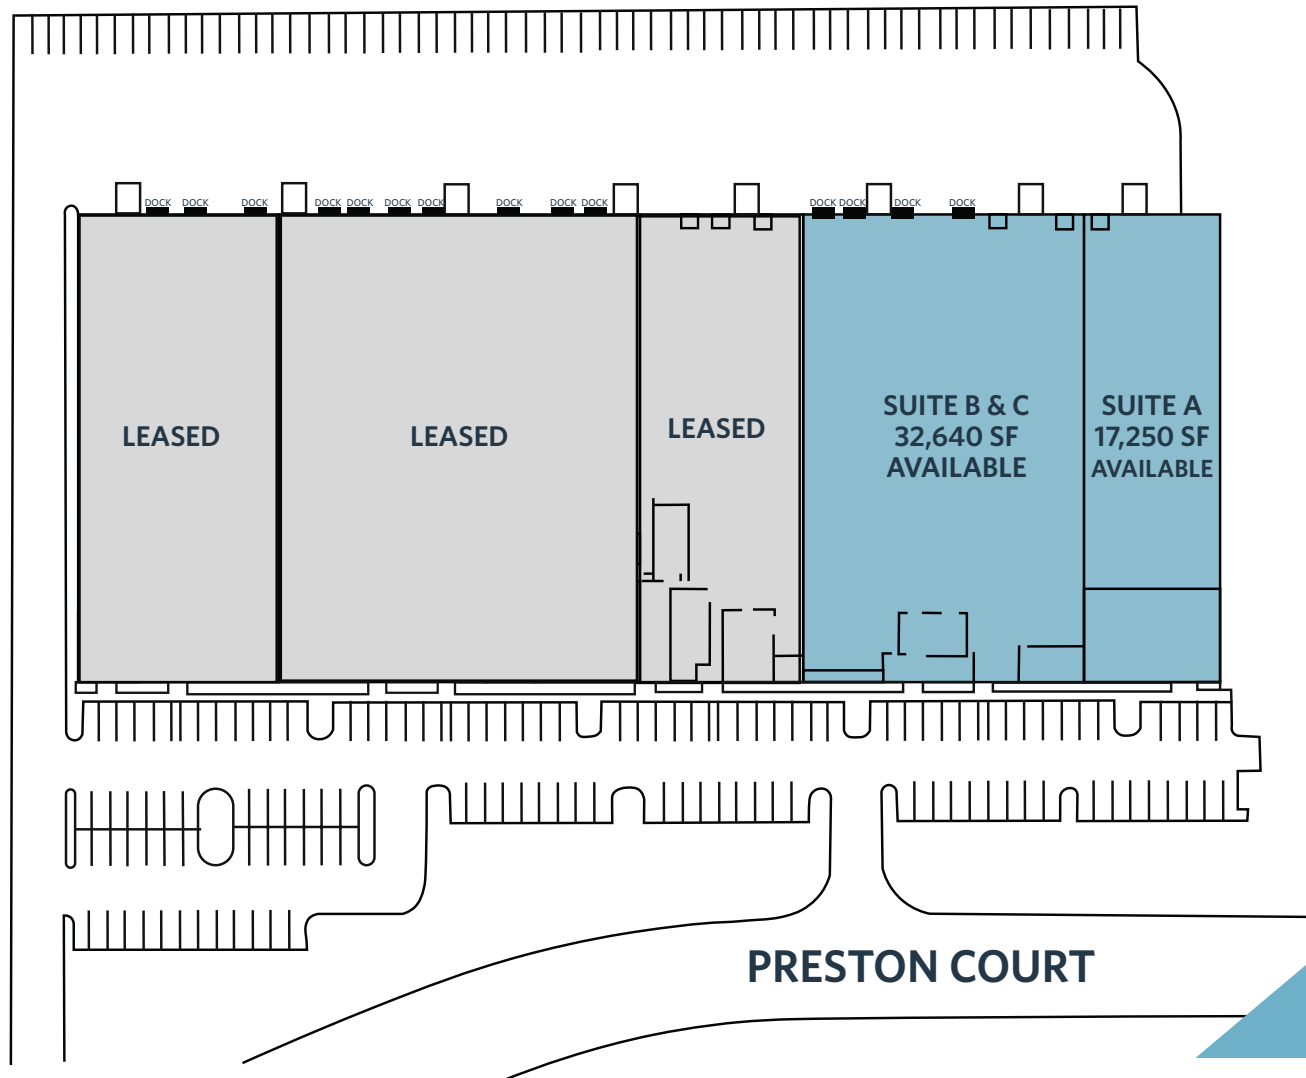 DOCK DOCK DOCK DOCK DOCK DOCK DOCK DOCK DOCK DOCK DOCK DOCK DOCK DOCK
LEASED
LEASED
LEASED
SUITE B & C
32,640 SF
AVAILABLE
SUITE A
17,250 SF
AVAILABLE
PRESTON COURT